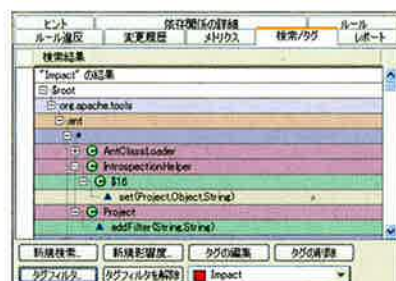 ヒント 依存関係の詳細 ルール
ルール違反 変更履歴 メトリクス 検索/タグ レポート
検索結果
"Impact" の結果
$root
org.apache.tools
ant
*
AntClassLoader
IntrospectionHelper
$16
set(Project,Object,String)
Project
addFilter(String,String)
新規検索... 新規影響度... タグの編集 タグの削除
タグフィルタ... タグフィルタを解除 Impact